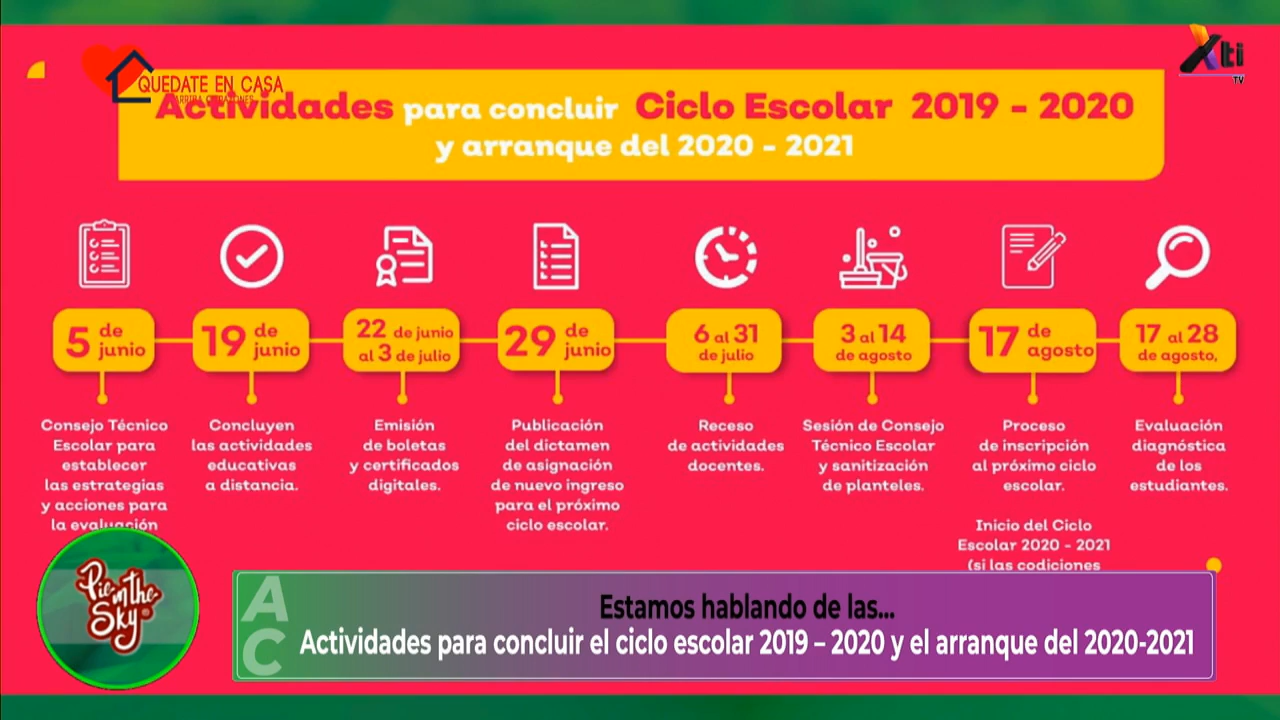 QUEDATE EN CASA
Xti
TV
Actividades para concluir Ciclo Escolar 2019 - 2020
y arranque del 2020 - 2021
5 de junio
19 de junio
22 de junio
al 3 de julio
29 de junio
6 al 31
de julio
3 al 14
de agosto
17 de agosto
17 al 28
de agosto,
Consejo Técnico
Escolar para
establecer
las estrategias
y acciones para
la evaluación
Concluyen
las actividades
educativas
a distancia.
Emisión
de boletas
y certificados
digitales.
Publicación
del dictamen
de asignación
de nuevo ingreso
para el próximo
ciclo escolar.
Receso
de actividades
docentes.
Sesión de Consejo
Técnico Escolar
y sanitización
de planteles.
Proceso
de inscripción
al próximo ciclo
escolar.
Inicio del Ciclo
Escolar 2020 - 2021
(si las codiciones
Evaluación
diagnóstica
de los
estudiantes.
Pie in the
Sky
A
C
Estamos hablando de las...
Actividades para concluir el ciclo escolar 2019 – 2020 y el arranque del 2020-2021